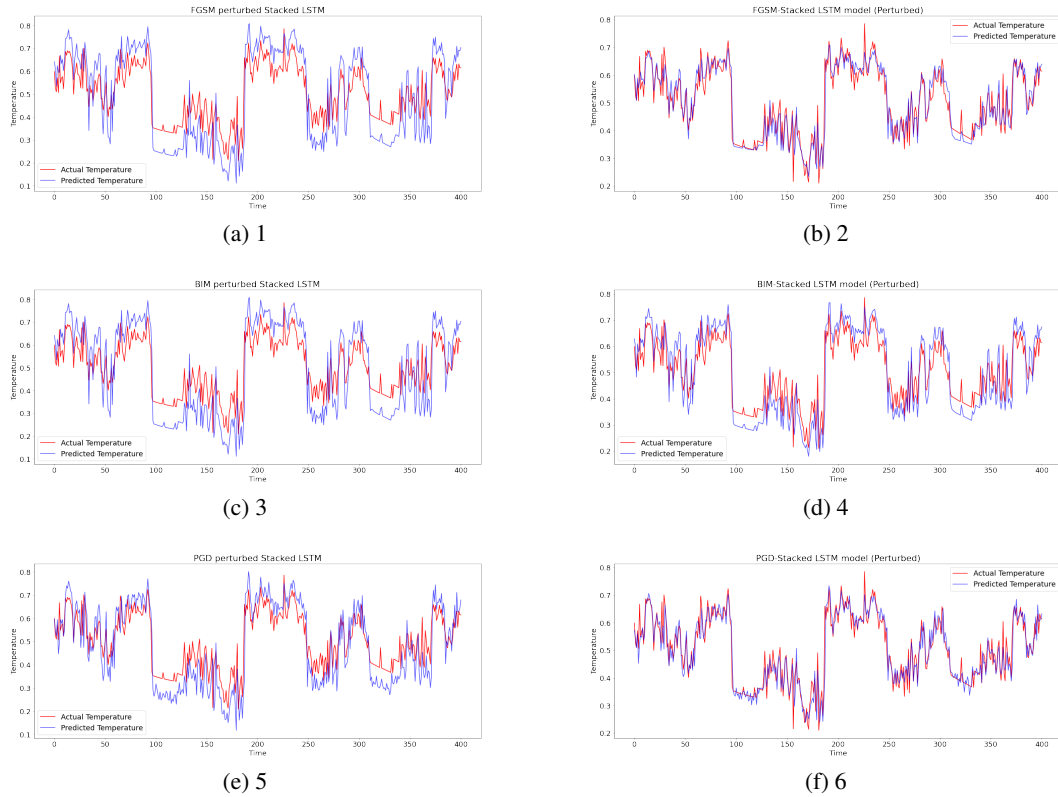 FGSM perturbed Stacked LSTM
0.8
0.7
0.6
0.5
0.4
0.3
0.2
0.1
Temperature
Actual Temperature
Predicted Temperature
0 50 100 150 200 250 300 350 400
Time
(a) 1
FGSM-Stacked LSTM model (Perturbed)
Actual Temperature
Predicted Temperature
0.8
0.7
0.6
0.5
0.4
0.3
0.2
Temperature
0 50 100 150 200 250 300 350 400
Time
(b) 2
BIM perturbed Stacked LSTM
0.8
0.7
0.6
0.5
0.4
0.3
0.2
0.1
Temperature
Actual Temperature
Predicted Temperature
0 50 100 150 200 250 300 350 400
Time
(c) 3
BIM-Stacked LSTM model (Perturbed)
0.8
0.7
0.6
0.5
0.4
0.3
0.2
Temperature
Actual Temperature
Predicted Temperature
0 50 100 150 200 250 300 350 400
Time
(d) 4
PGD perturbed Stacked LSTM
0.8
0.7
0.6
0.5
0.4
0.3
0.2
0.1
Temperature
Actual Temperature
Predicted Temperature
0 50 100 150 200 250 300 350 400
Time
(e) 5
PGD-Stacked LSTM model (Perturbed)
Actual Temperature
Predicted Temperature
0.8
0.7
0.6
0.5
0.4
0.3
0.2
Temperature
0 50 100 150 200 250 300 350 400
Time
(f) 6